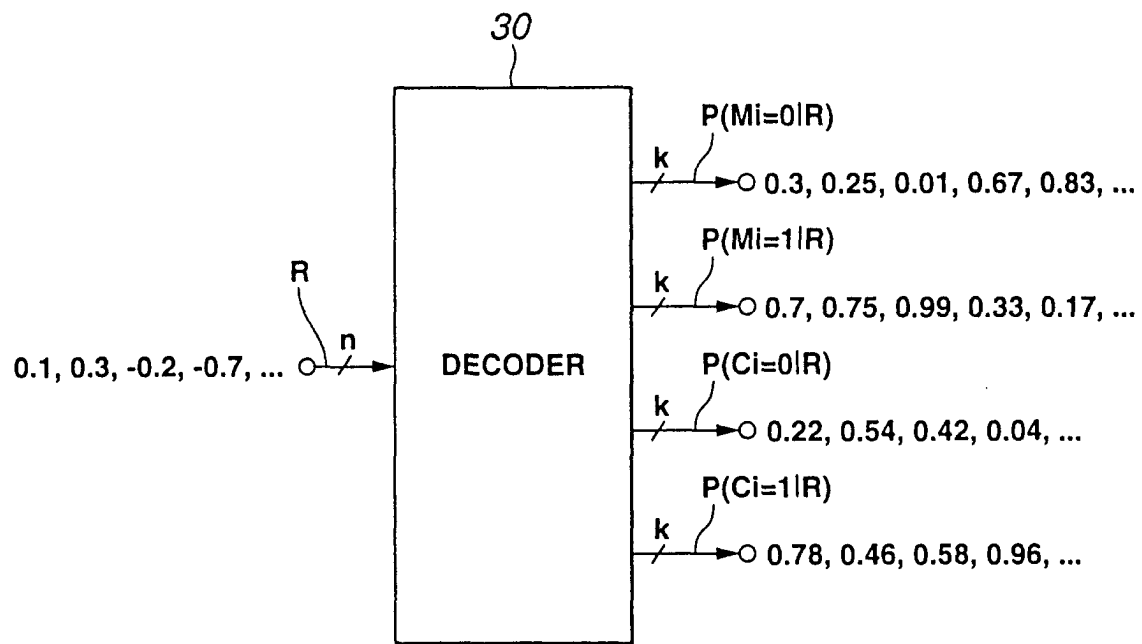 30
P(Mi=0|R)
k
0.3, 0.25, 0.01, 0.67, 0.83, ...
P(Mi=1|R)
k
0.7, 0.75, 0.99, 0.33, 0.17, ...
R
n
0.1, 0.3, -0.2, -0.7, ...
DECODER
P(Ci=0|R)
k
0.22, 0.54, 0.42, 0.04, ...
P(Ci=1|R)
k
0.78, 0.46, 0.58, 0.96, ...